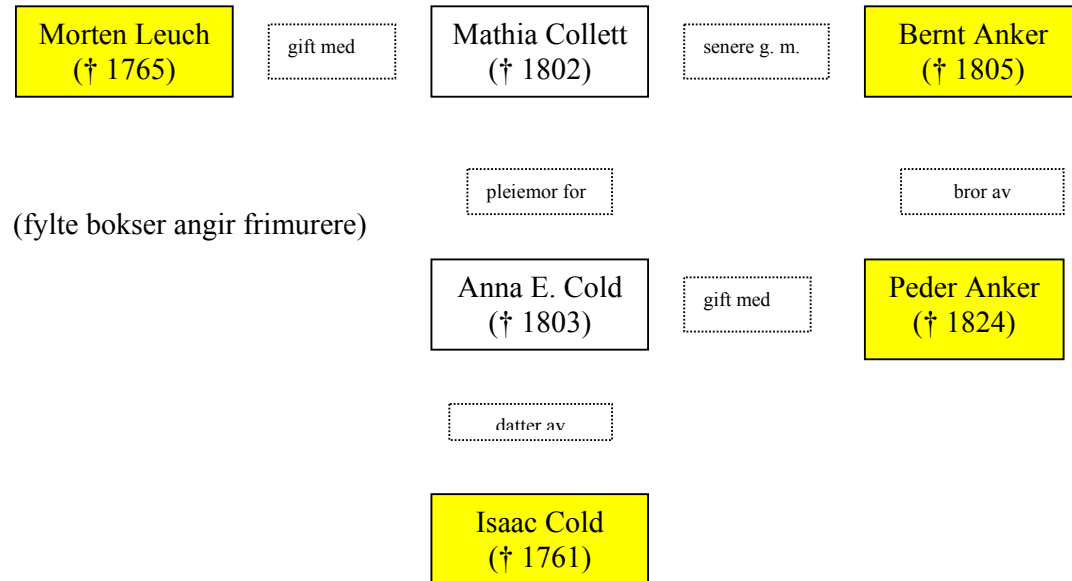 Morten Leuch
(† 1765)
gift med
Mathia Collett
(† 1802)
senere g. m.
Bernt Anker
(† 1805)
pleiemor for
bror av
(fylte bokser angir frimurere)
Anna E. Cold
(† 1803)
gift med
Peder Anker
(† 1824)
datter av
Isaac Cold
(† 1761)